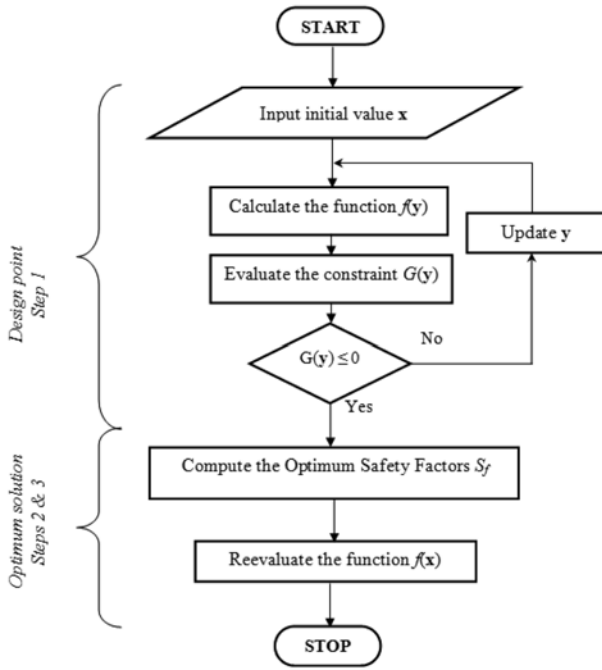 START
Input initial value x
Calculate the function f(y)
Update y
Evaluate the constraint G(y)
G(y) ≤ 0
No
Yes
Design point
Step 1
Compute the Optimum Safety Factors Sf
Reevaluate the function f(x)
Optimum solution
Steps 2 & 3
STOP